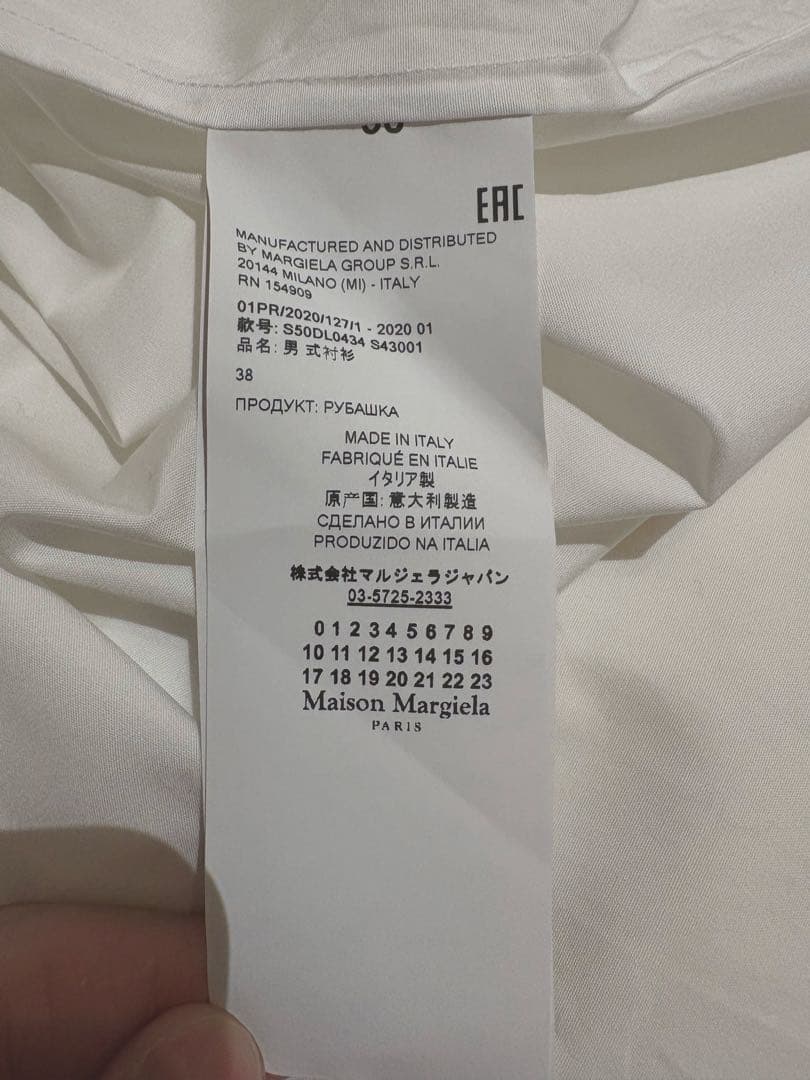 EAC
MANUFACTURED AND DISTRIBUTED
BY MARGIELA GROUP S.R.L.
20144 MILANO (MI) - ITALY
RN 154909
01PR/2020/127/1 - 2020 01
款号: S50DL0434 S43001
品名: 男 式衬衫
38
ПРОДУКТ: РУБАШКА
MADE IN ITALY
FABRIQUÉ EN ITALIE
イタリア製
原产国: 意大利製造
СДЕЛАНО В ИТАЛИИ
PRODUZIDO NA ITALIA
株式会社マルジェラジャパン
03-5725-2333
0 1 2 3 4 5 6 7 8 9
10 11 12 13 14 15 16
17 18 19 20 21 22 23
Maison Margiela
PARIS